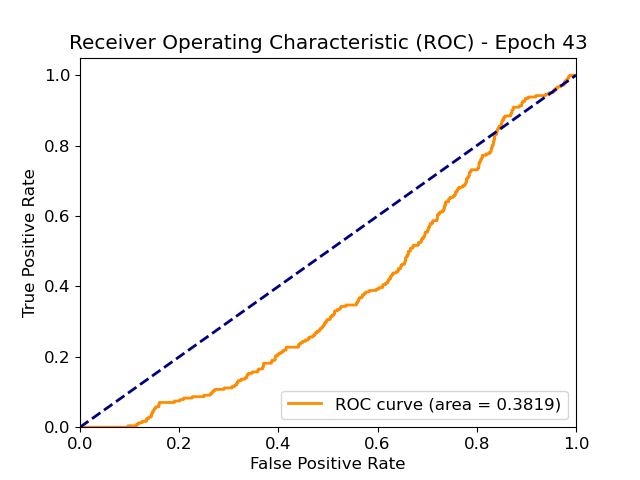 Receiver Operating Characteristic (ROC) - Epoch 43
True Positive Rate
1.0
0.8
0.6
0.4
0.2
0.0
ROC curve (area = 0.3819)
0.0 0.2 0.4 0.6 0.8 1.0
False Positive Rate